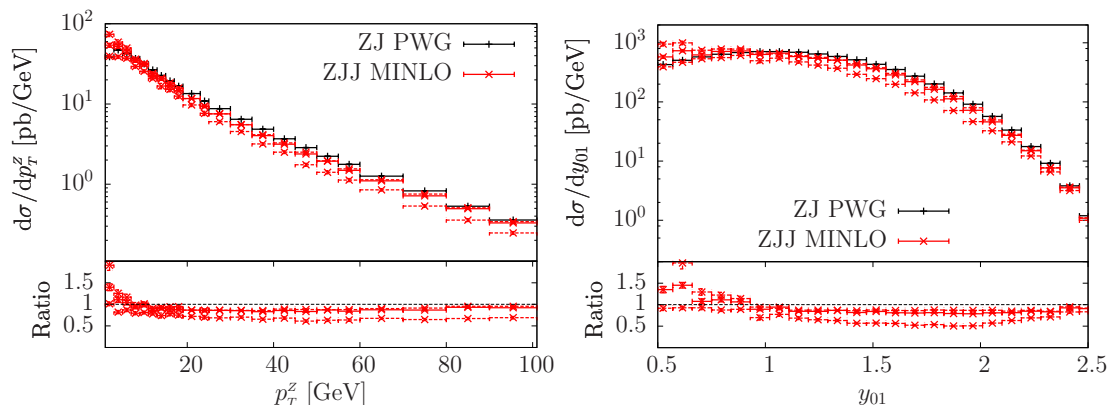 dσ/dp_T^Z [pb/GeV]
10^2
10^1
10^0
ZJ PWG
ZJJ MINLO
Ratio
1.5
1
0.5
20
40
60
80
100
p_T^Z [GeV]
dσ/dy_01 [pb/GeV]
10^3
10^2
10^1
10^0
ZJ PWG
ZJJ MINLO
Ratio
1.5
1
0.5
0.5
1
1.5
2
2.5
y_01